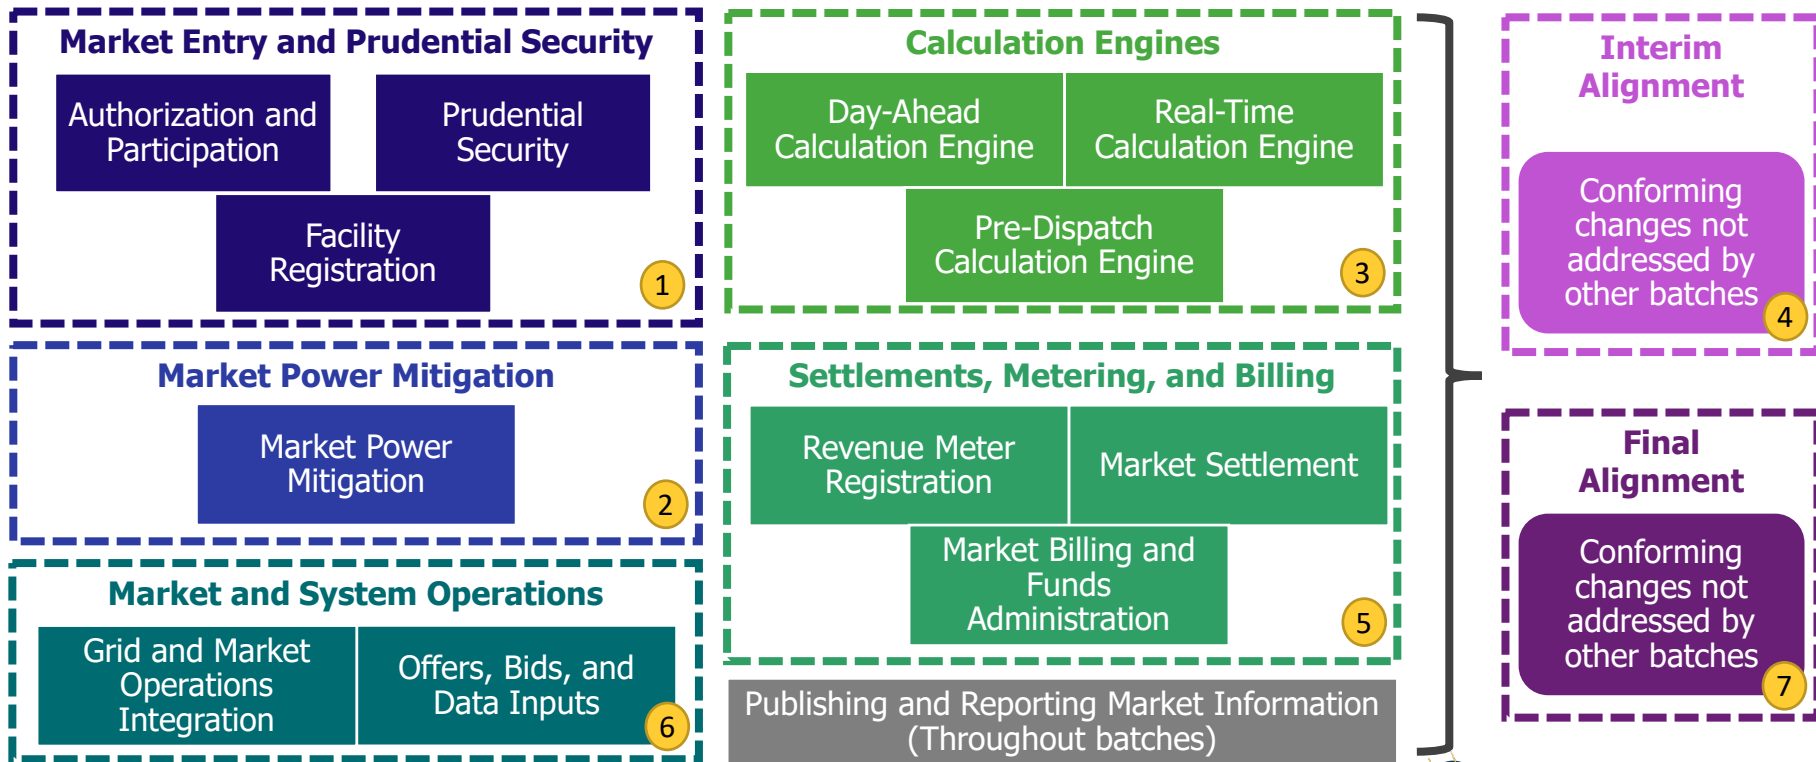 Market Entry and Prudential Security
Authorization and
Participation
Prudential
Security
Facility
Registration
1
Market Power Mitigation
Market Power
Mitigation
2
Market and System Operations
Grid and Market
Operations
Integration
Offers, Bids, and
Data Inputs
6
Calculation Engines
Day-Ahead
Calculation Engine
Real-Time
Calculation Engine
Pre-Dispatch
Calculation Engine
3
Settlements, Metering, and Billing
Revenue Meter
Registration
Market Settlement
Market Billing and
Funds
Administration
5
Publishing and Reporting Market Information
(Throughout batches)
Interim
Alignment
Conforming
changes not
addressed by
other batches
4
Final
Alignment
Conforming
changes not
addressed by
other batches
7